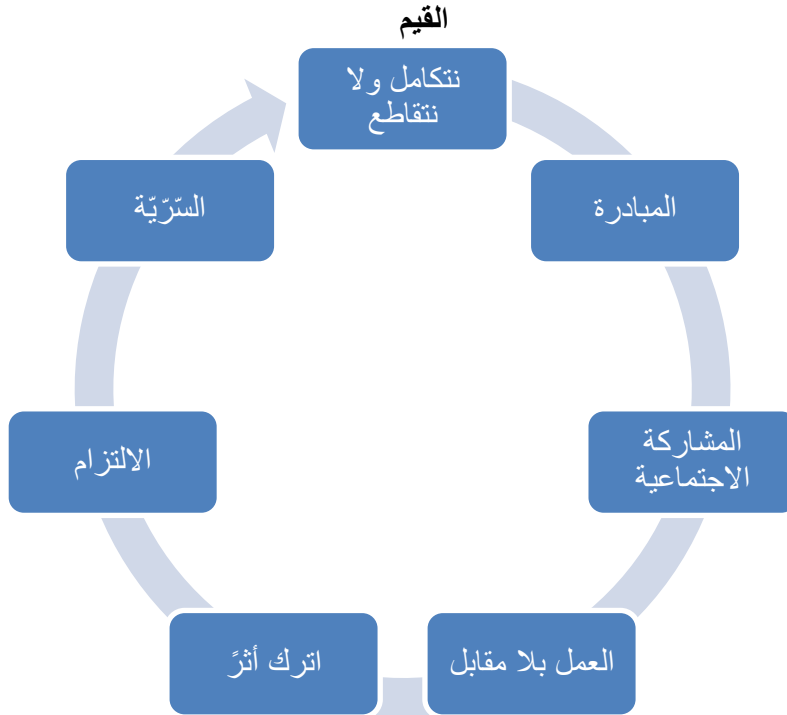 القيم
نتكامل ولا
نتقاطع
المبادرة
المشاركة
الاجتماعية
العمل بلا مقابل
اترك أثرً
الالتزام
السّرّيّة